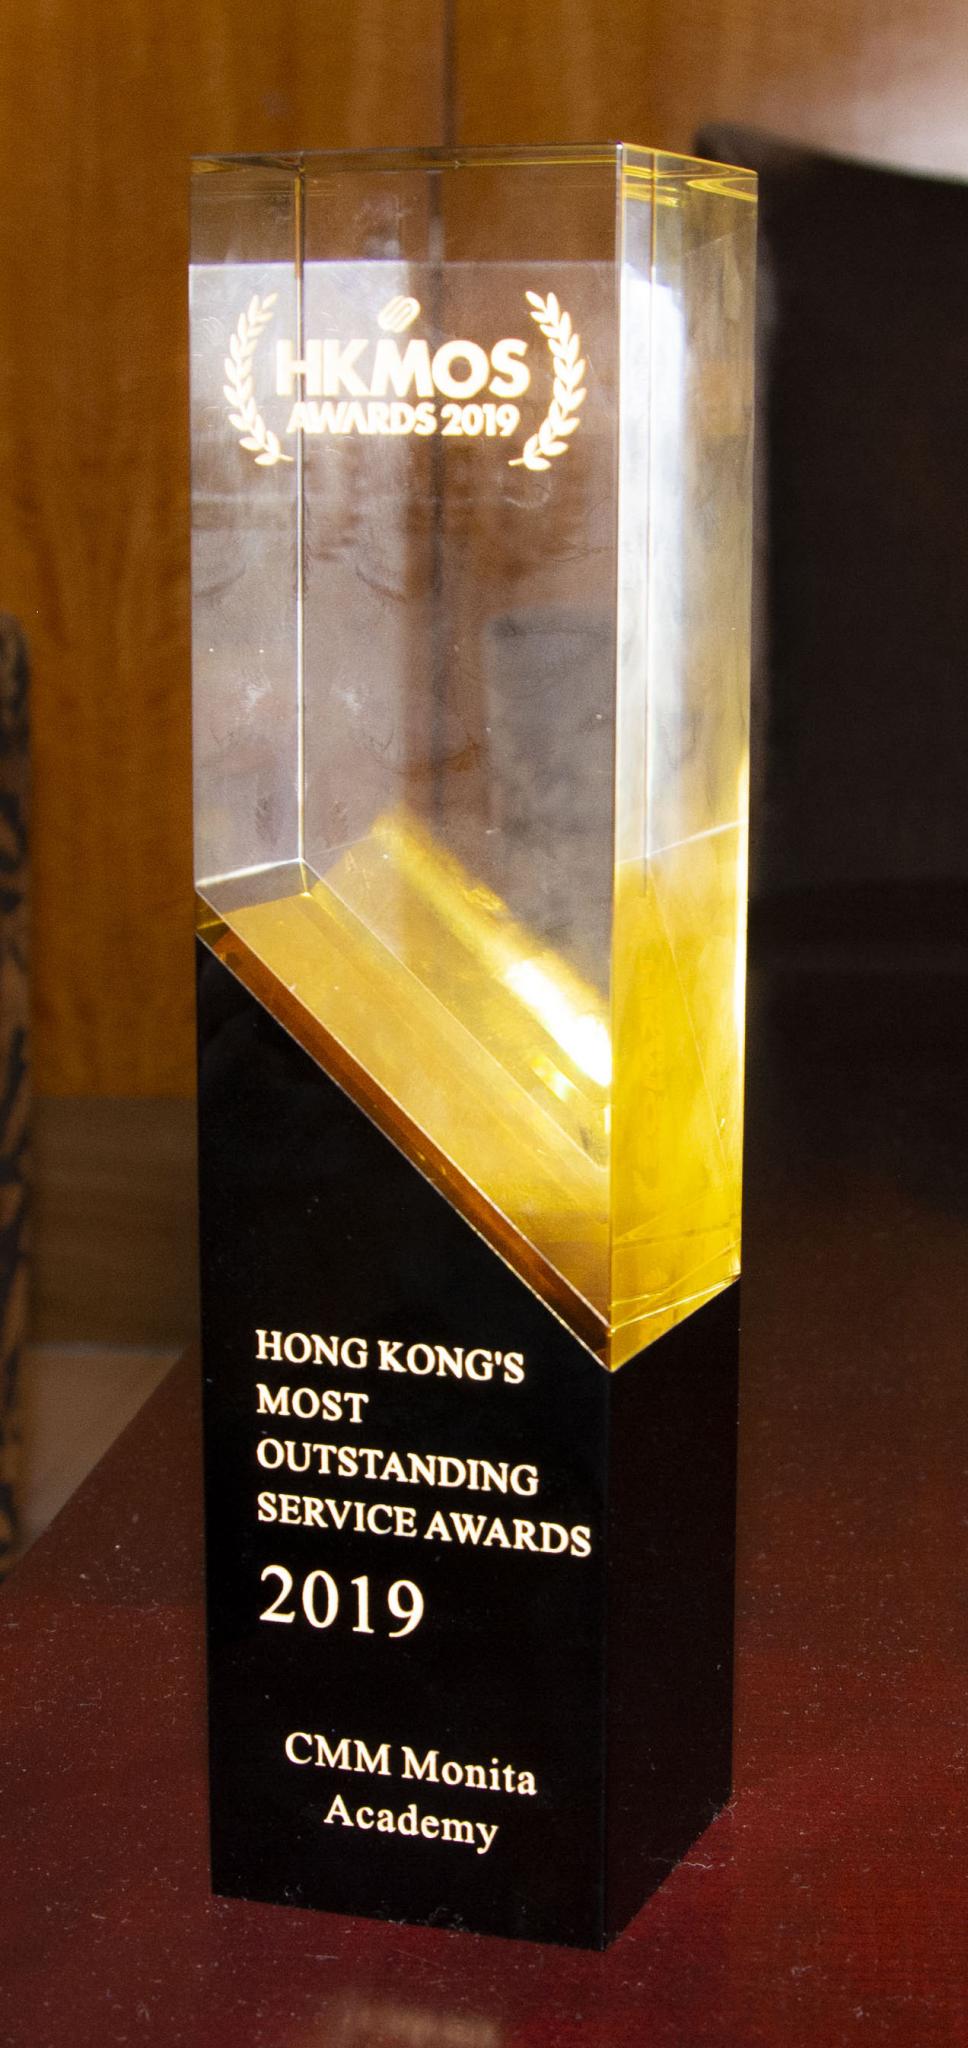 HKMOS
AWARDS 2019
HONG KONG'S
MOST
OUTSTANDING
SERVICE AWARDS
2019
CMM Monita
Academy